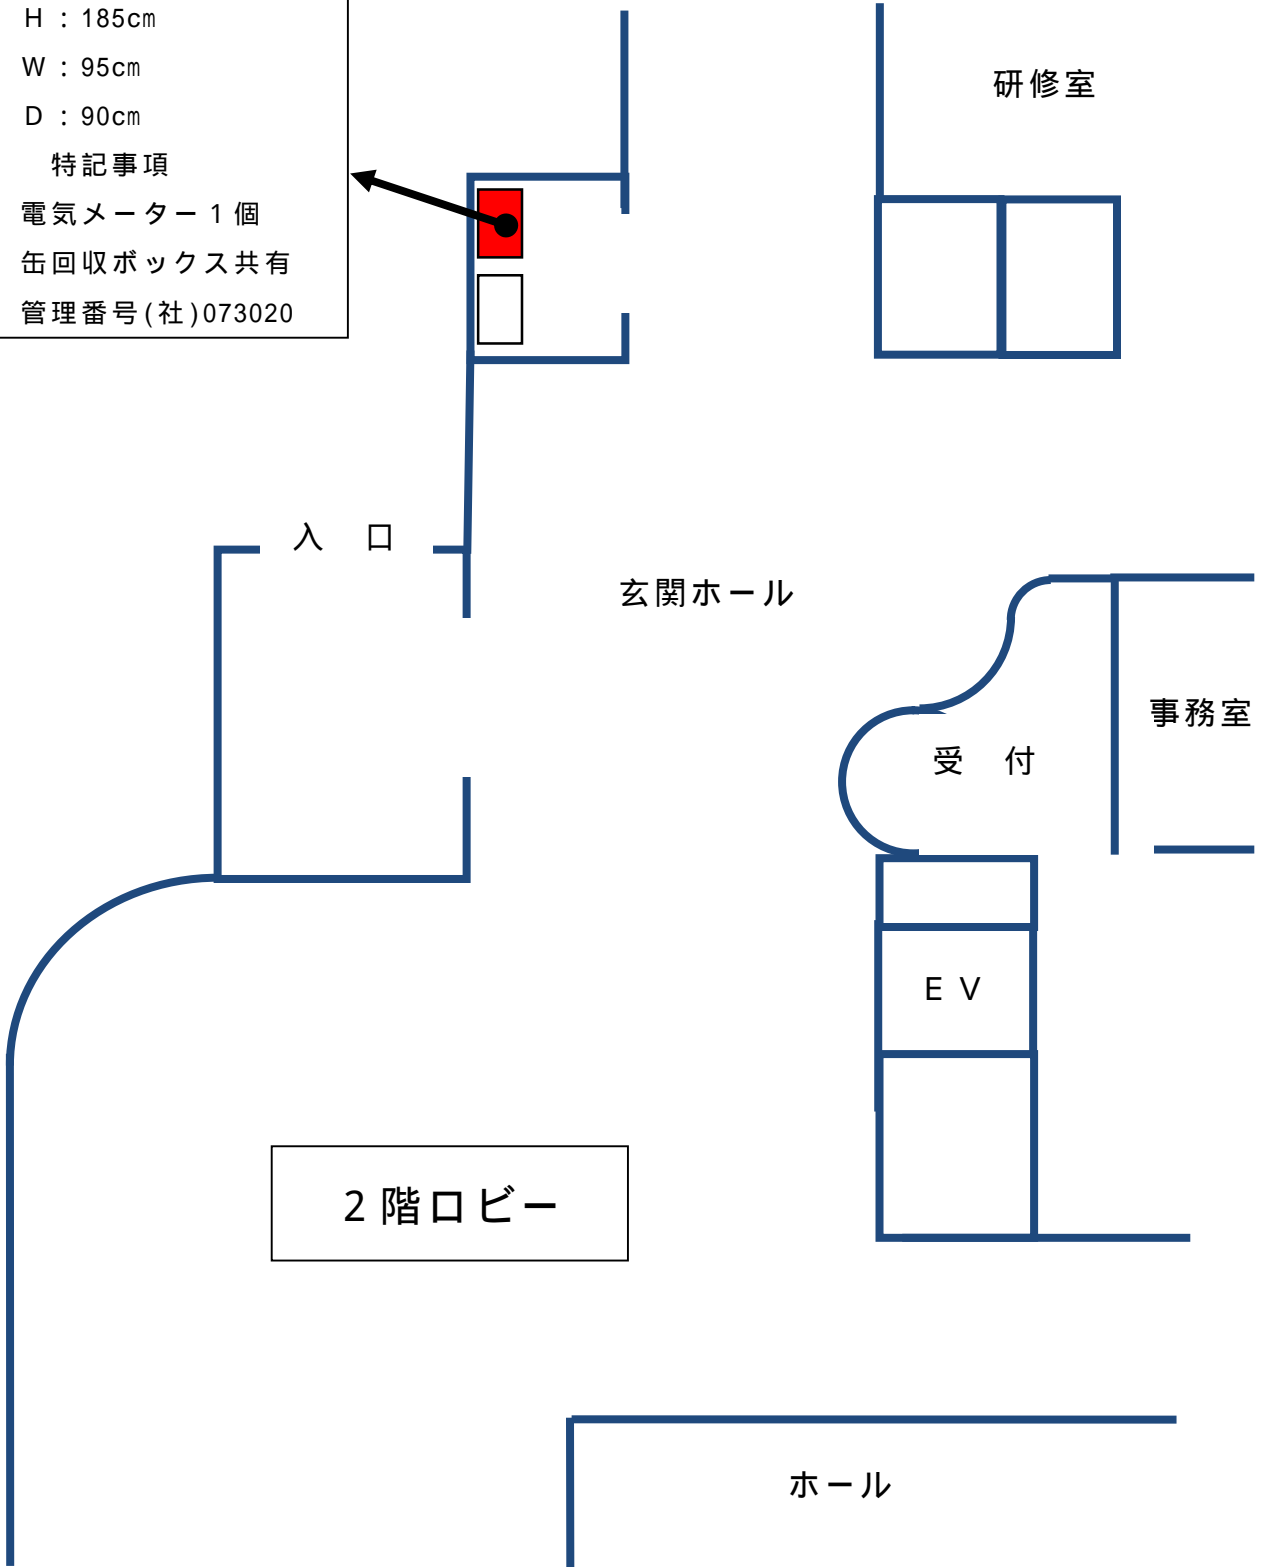 H：185cm
W：95cm
D：90cm
特記事項
電気メーター1個
缶回収ボックス共有
管理番号(社)073020
研修室
入　口
玄関ホール
事務室
受　付
EV
2階ロビー
ホール